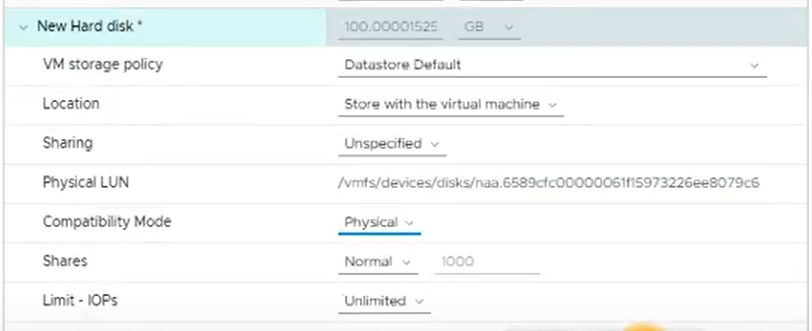 New Hard disk * 100.00001525 GB
VM storage policy Datastore Default
Location Store with the virtual machine
Sharing Unspecified
Physical LUN /vmfs/devices/disks/naa.6589cfc00000061f15973226ee8079c6
Compatibility Mode Physical
Shares Normal 1000
Limit - IOPs Unlimited